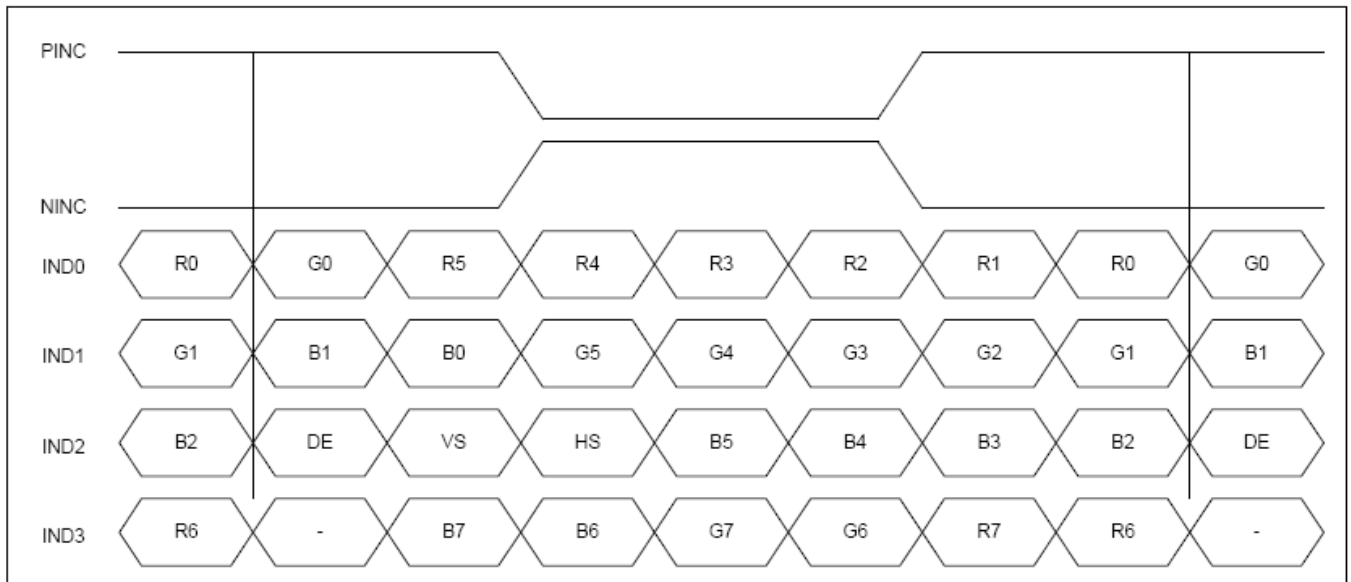 PINC
NINC
IND0 R0 G0 R5 R4 R3 R2 R1 R0 G0
IND1 G1 B1 B0 G5 G4 G3 G2 G1 B1
IND2 B2 DE VS HS B5 B4 B3 B2 DE
IND3 R6 - B7 B6 G7 G6 R7 R6 -